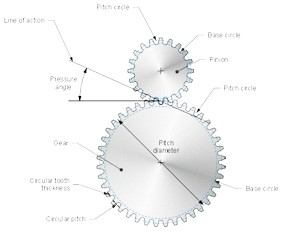 Pitch circle
Line of action
Base circle
Pinion
Pressure
angle
Pitch circle
Gear
Pitch
diameter
Circular tooth
thickness
Base circle
Circular pitch